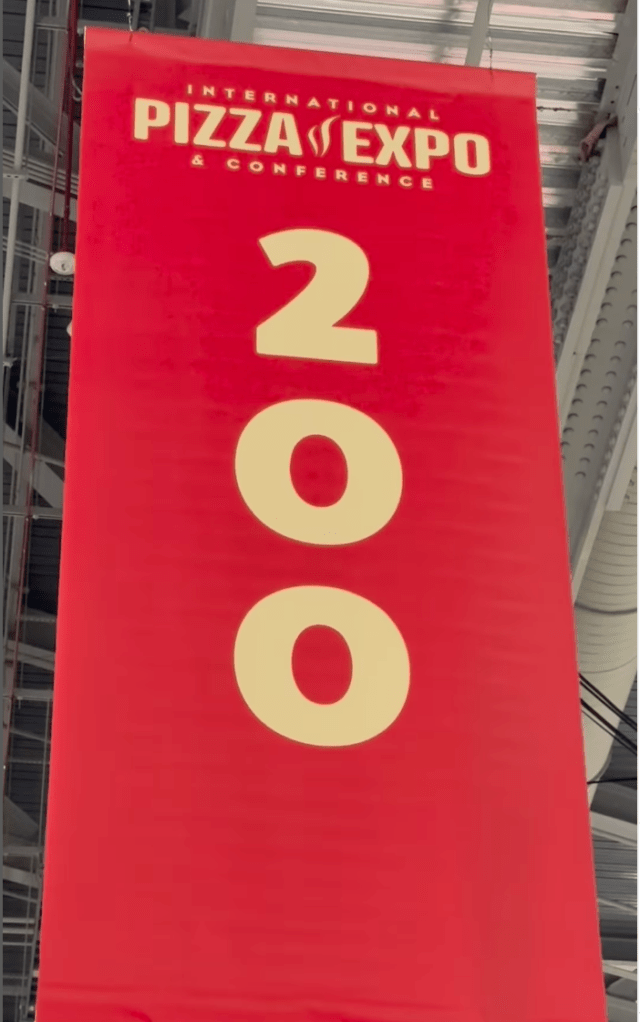 INTERNATIONAL
PIZZA EXPO
& CONFERENCE
2
0
0